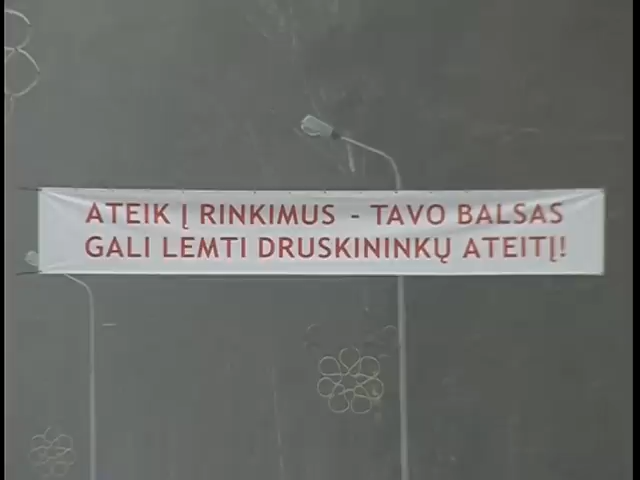 ATEIK Į RINKIMUS - TAVO BALSAS
GALI LEMTI DRUSKININKŲ ATEITĮ!